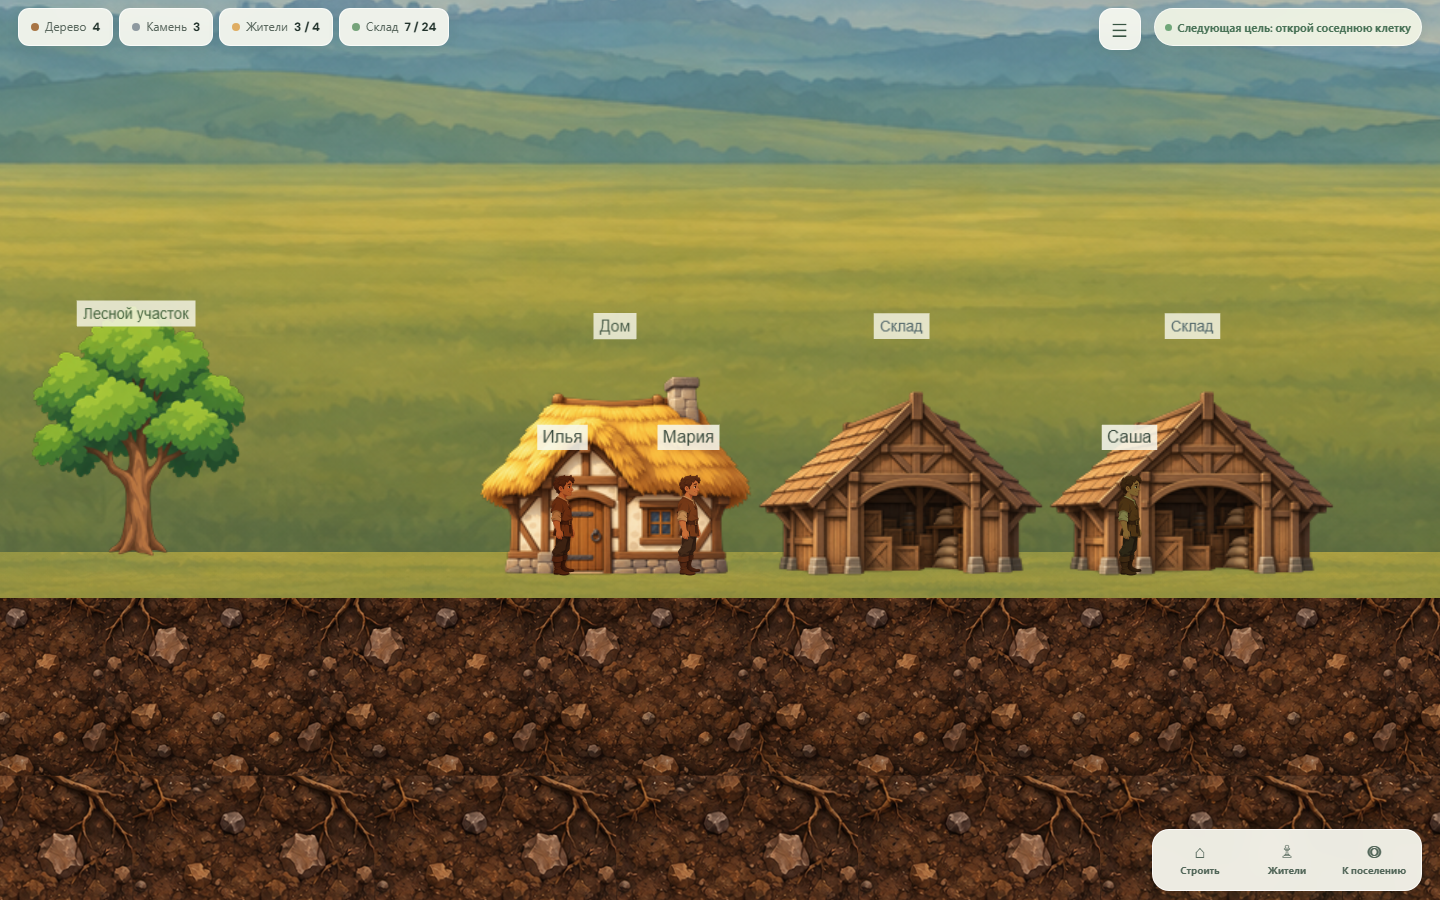 Дерево 4
Камень 3
Жители 3 / 4
Склад 7 / 24
Следующая цель: открой соседнюю клетку
Лесной участок
Дом
Склад
Склад
Илья
Мария
Саша
Строить
Жители
К поселению